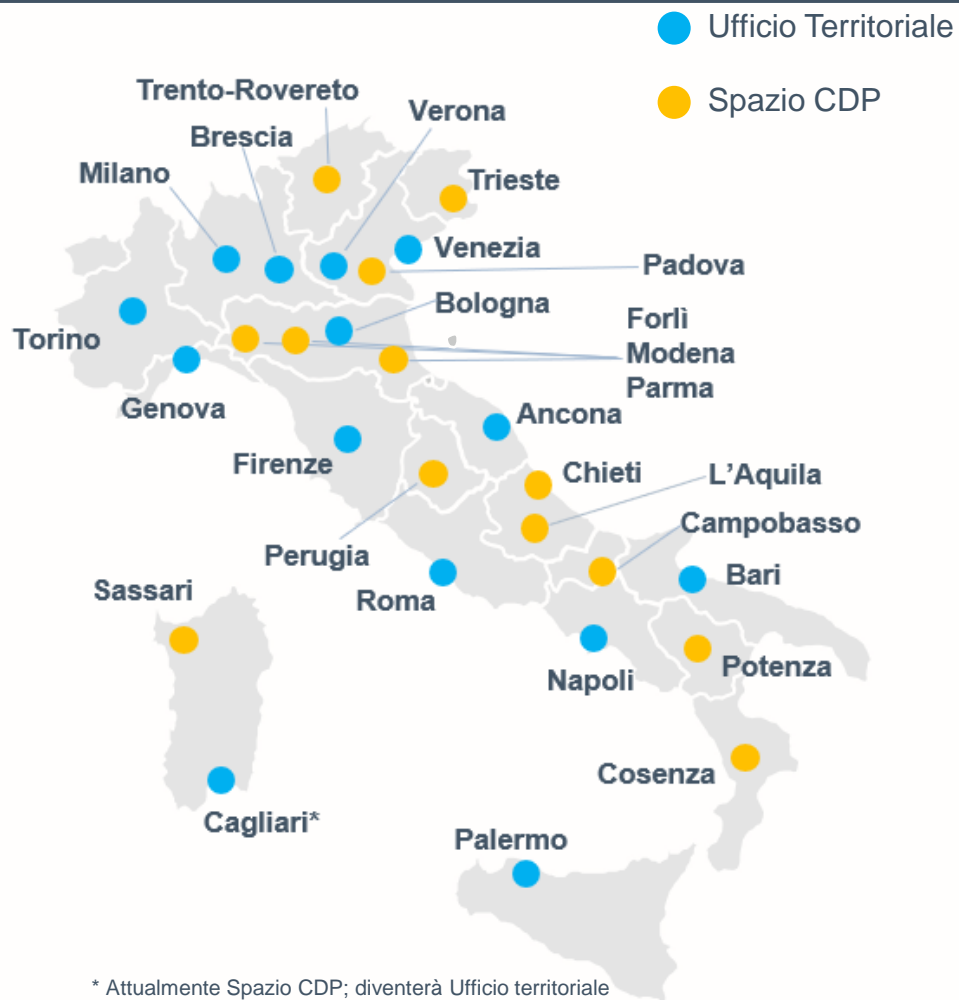 Ufficio Territoriale
Spazio CDP
Trento-Rovereto
Verona
Brescia
Milano
Trieste
Venezia
Padova
Bologna
Forlì
Modena
Parma
Torino
Genova
Ancona
Firenze
Chieti
L'Aquila
Campobasso
Perugia
Bari
Sassari
Roma
Potenza
Napoli
Cosenza
Cagliari*
Palermo
* Attualmente Spazio CDP; diventerà Ufficio territoriale